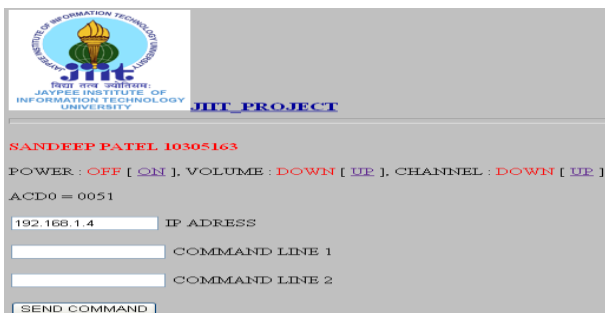 JAYPEE INSTITUTE OF INFORMATION TECHNOLOGY UNIVERSITY
jiit
विद्या तत्व ज्योतिसमः
JAYPEE INSTITUTE OF
INFORMATION TECHNOLOGY
UNIVERSITY
JIIT_PROJECT
SANDEEP PATEL 10305163
POWER : OFF [ ON ], VOLUME : DOWN [ UP ], CHANNEL : DOWN [ UP ]
ACD0 = 0051
192.168.1.4 IP ADRESS
COMMAND LINE 1
COMMAND LINE 2
SEND COMMAND